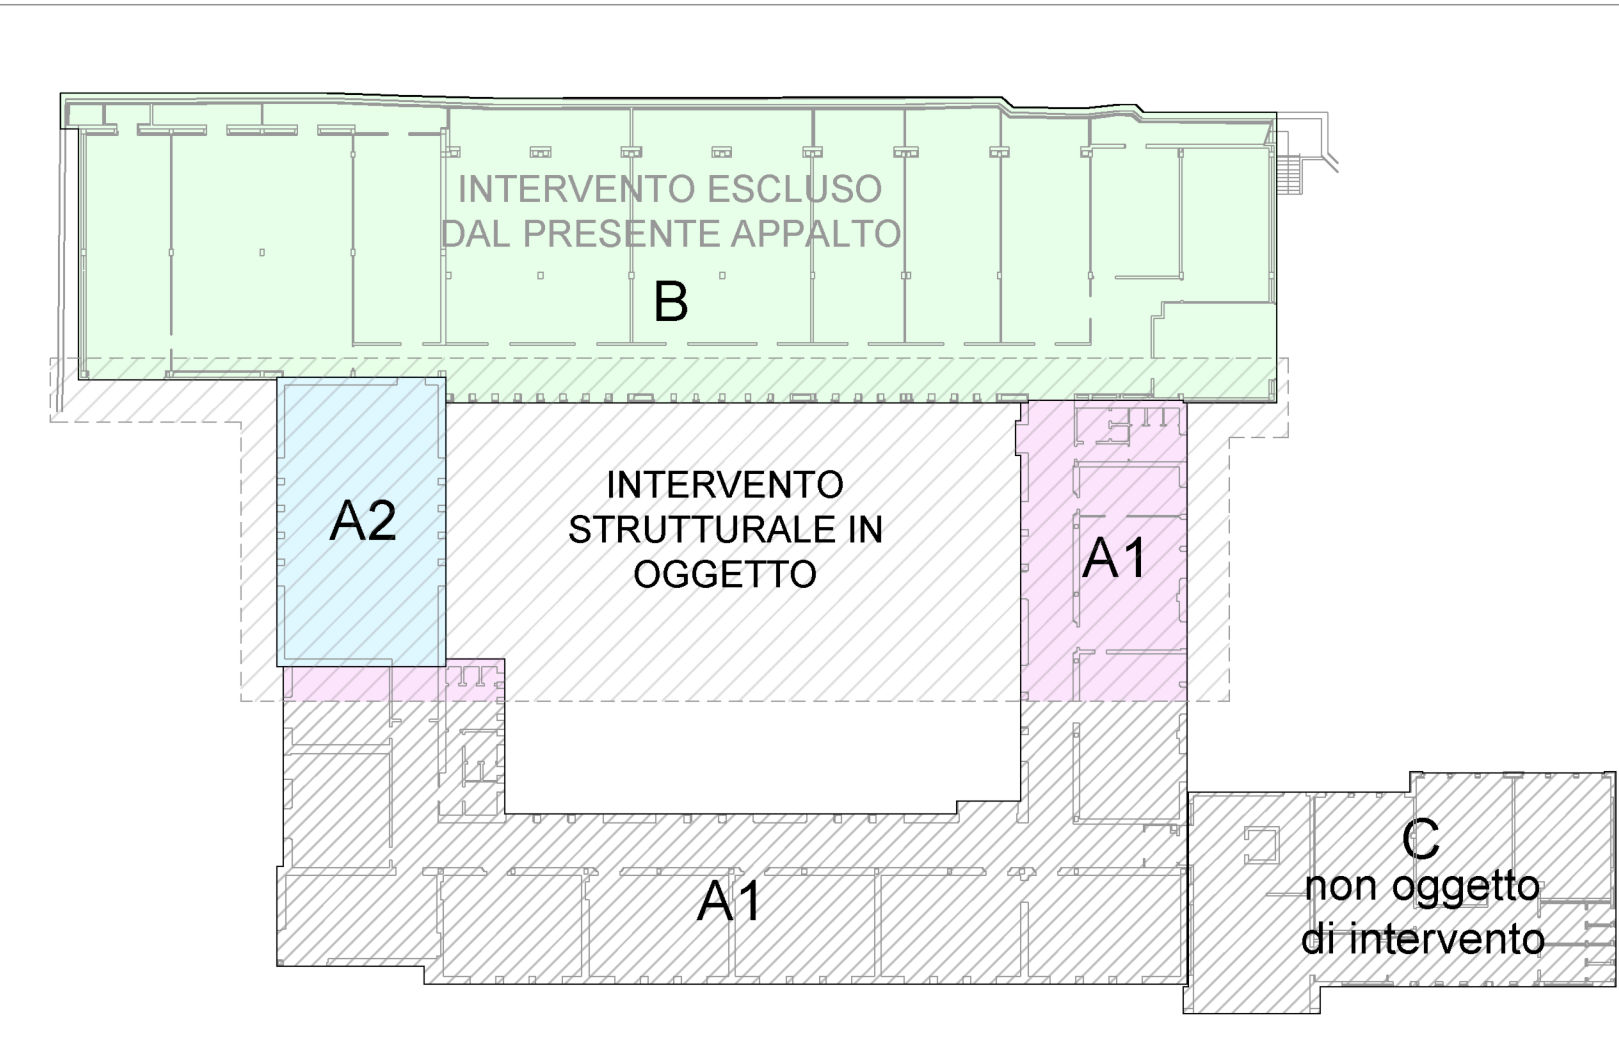 INTERVENTO ESCLUSO
DAL PRESENTE APPALTO
B
INTERVENTO
STRUTTURALE IN
OGGETTO
A2
A1
A1
C
non oggetto
di intervento